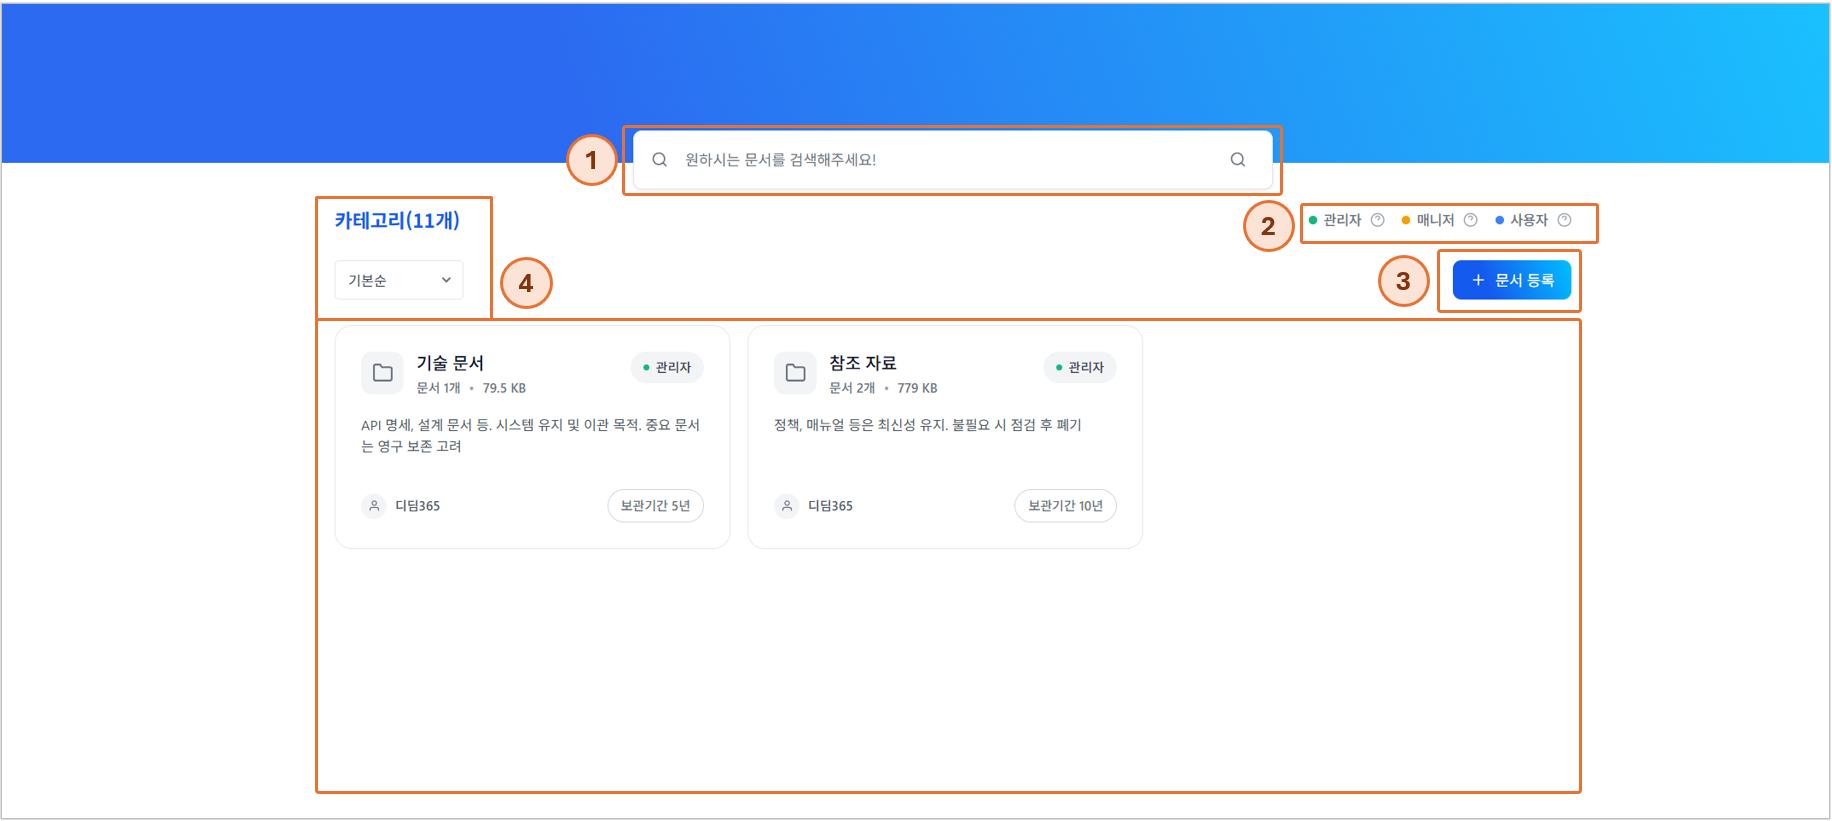 1
원하시는 문서를 검색해주세요!
카테고리(11개)
2
관리자
매니저
사용자
기본순
4
3
+ 문서 등록
기술 문서
관리자
문서 1개 • 79.5 KB
API 명세, 설계 문서 등. 시스템 유지 및 이관 목적. 중요 문서
는 영구 보존 고려
디딤365
보관기간 5년
참조 자료
관리자
문서 2개 • 779 KB
정책, 매뉴얼 등은 최신성 유지. 불필요 시 점검 후 폐기
디딤365
보관기간 10년